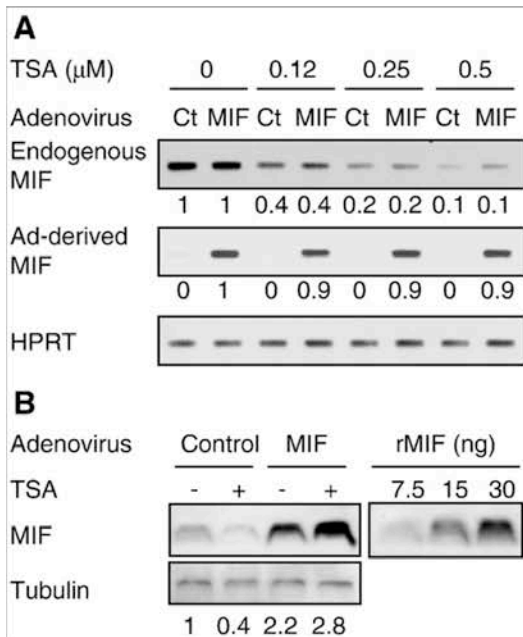 A
TSA (μM) 0 0.12 0.25 0.5
Adenovirus Ct MIF Ct MIF Ct MIF Ct MIF
Endogenous MIF
1 1 0.4 0.4 0.2 0.2 0.1 0.1
Ad-derived MIF
0 1 0 0.9 0 0.9 0 0.9
HPRT
B
Adenovirus Control MIF rMIF (ng)
TSA - + - + 7.5 15 30
MIF
Tubulin
1 0.4 2.2 2.8